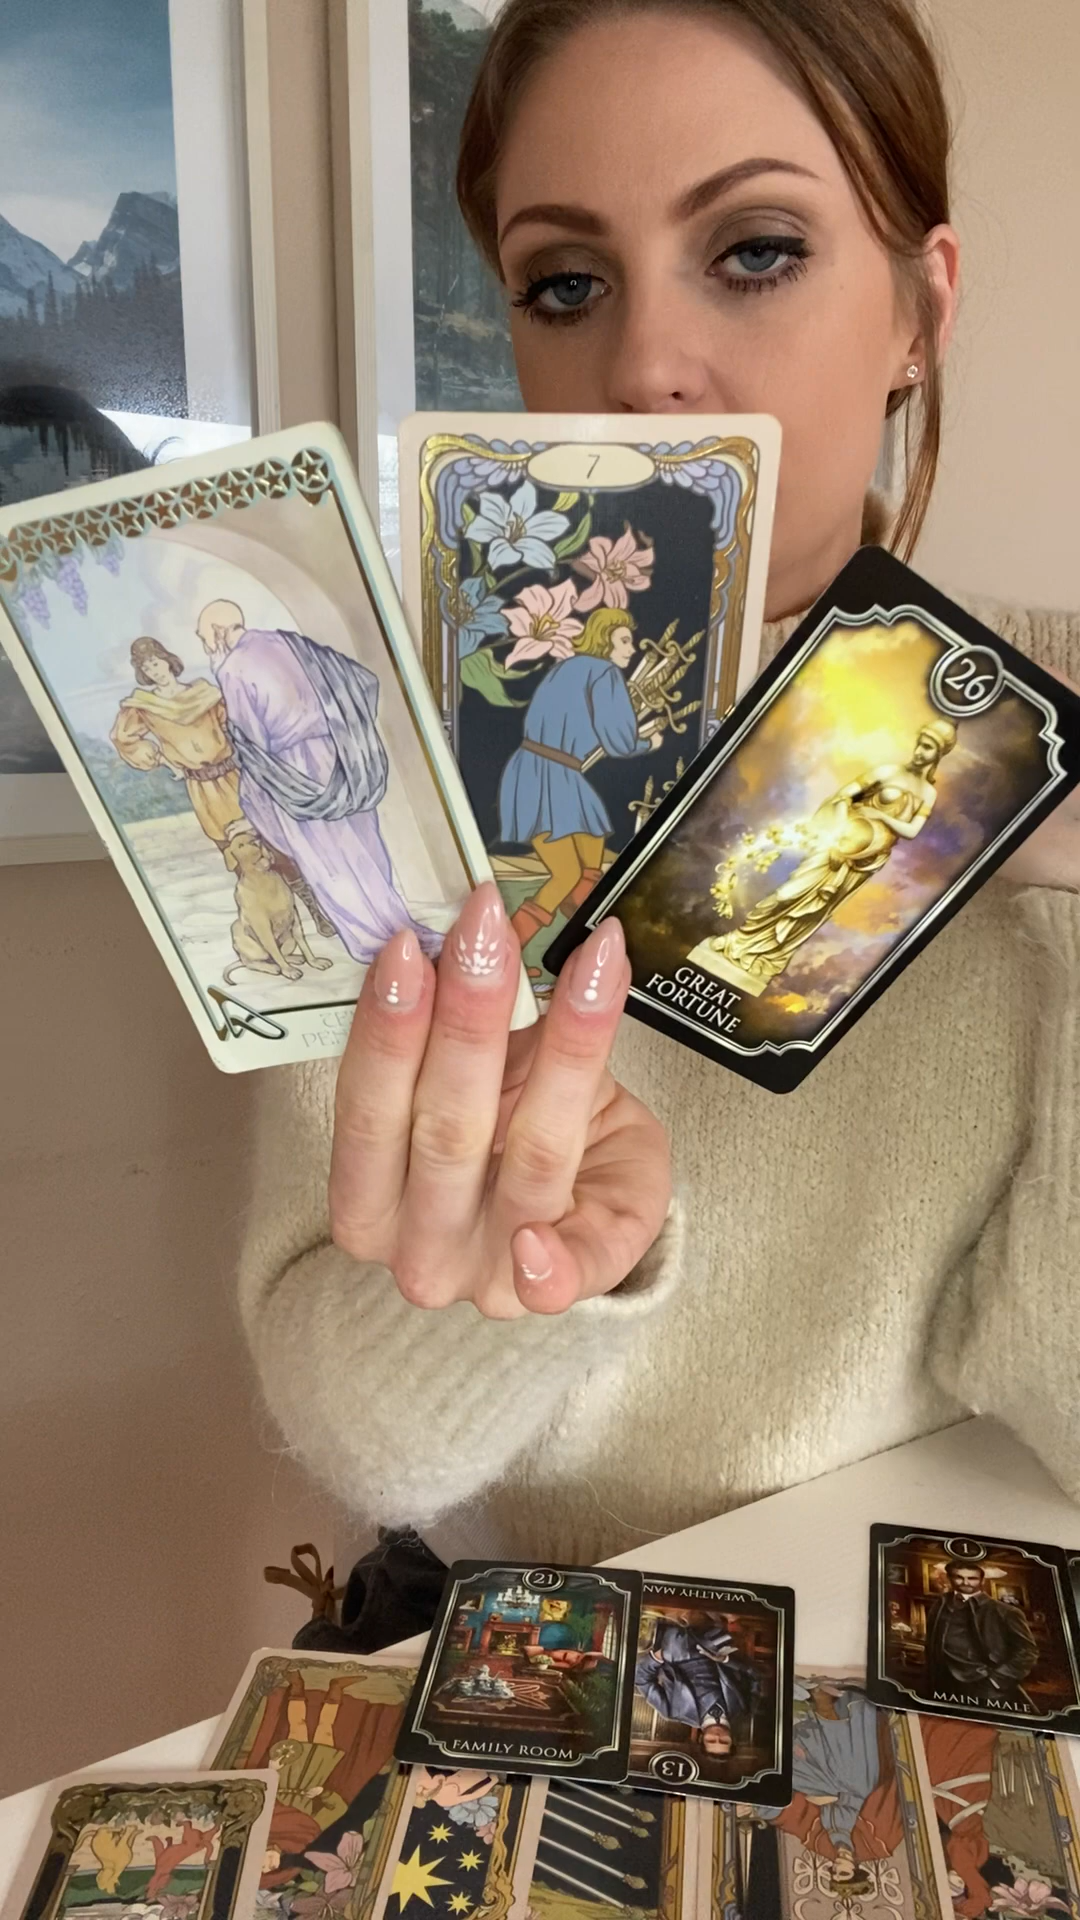 7
26
GREAT
FORTUNE
21
FAMILY ROOM
WEALTHY MAN
13
1
MAIN MALE